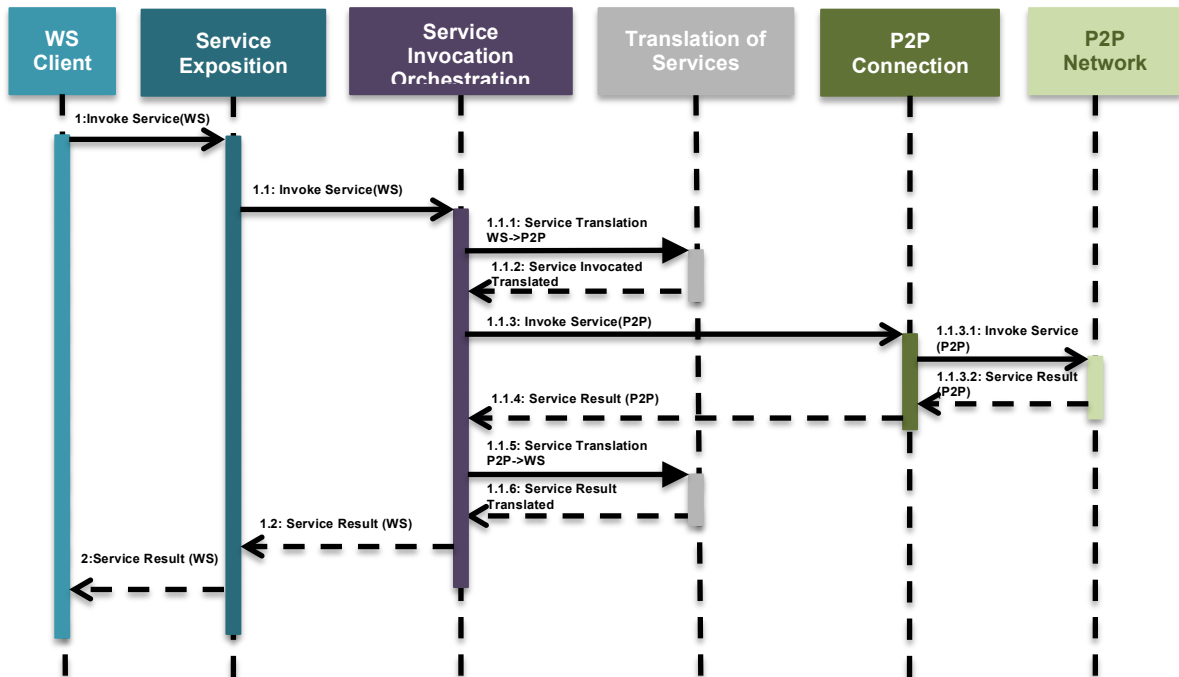 WS
Client
Service
Exposition
Service
Invocation
Orchestration
Translation of
Services
P2P
Connection
P2P
Network
1:Invoke Service(WS)
1.1: Invoke Service(WS)
1.1.1: Service Translation
WS->P2P
1.1.2: Service Invocated
Translated
1.1.3: Invoke Service(P2P)
1.1.3.1: Invoke Service
(P2P)
1.1.3.2: Service Result
(P2P)
1.1.4: Service Result (P2P)
1.1.5: Service Translation
P2P->WS
1.1.6: Service Result
Translated
1.2: Service Result (WS)
2:Service Result (WS)